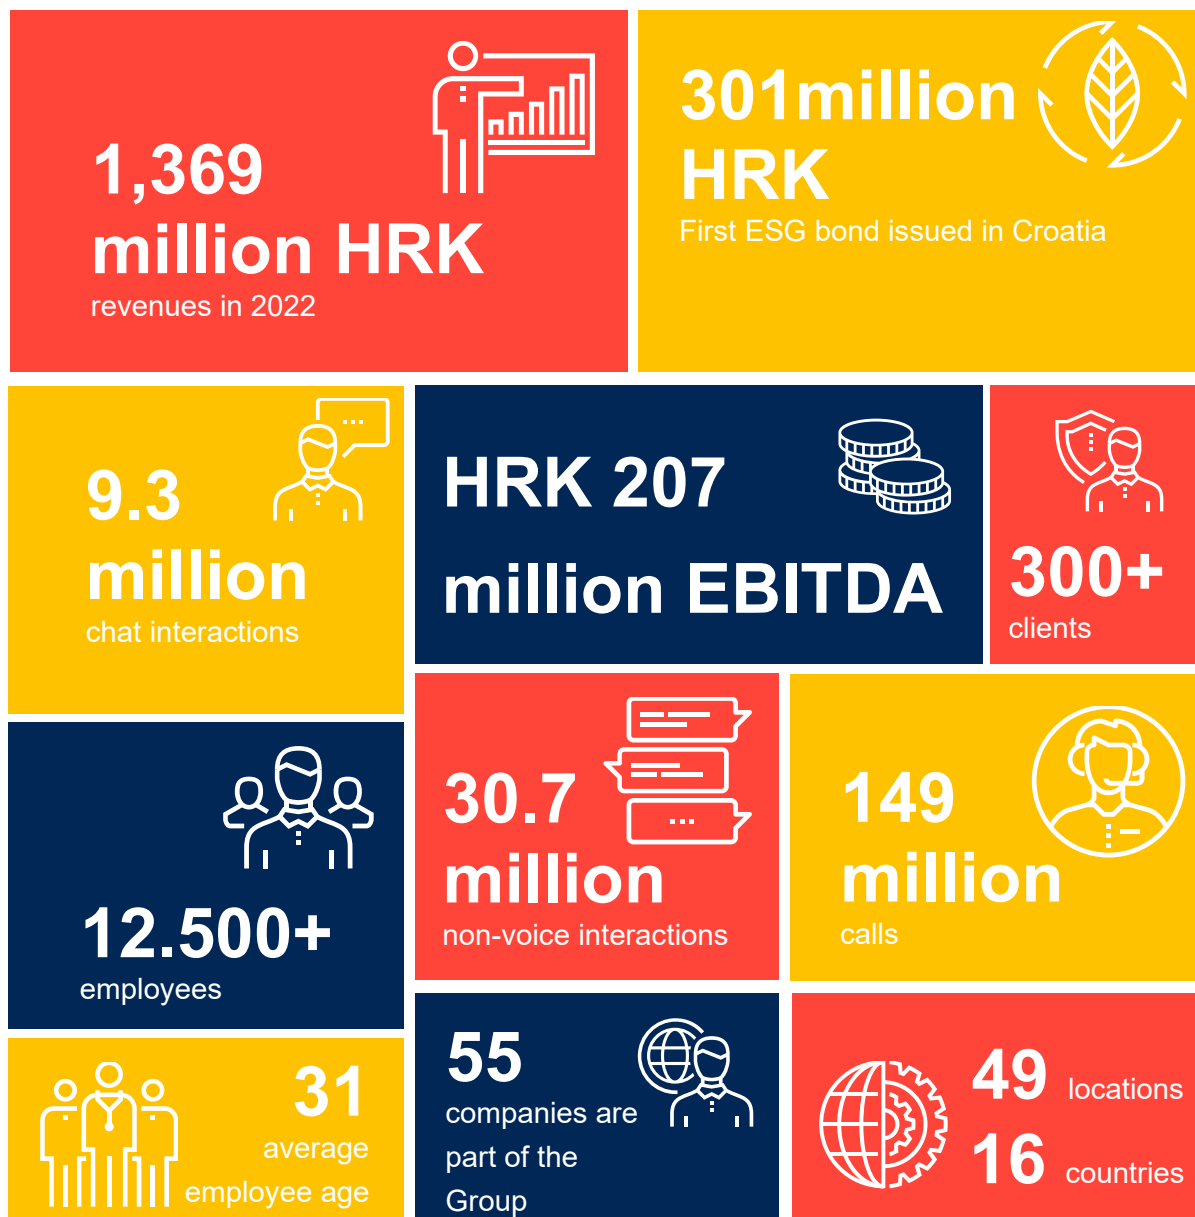 1,369
million HRK
revenues in 2022
301million
HRK
First ESG bond issued in Croatia
9.3
million
chat interactions
HRK 207
million EBITDA
300+
clients
12.500+
employees
30.7
million
non-voice interactions
149
million
calls
31
average
employee age
55
companies are
part of the
Group
49 locations
16 countries